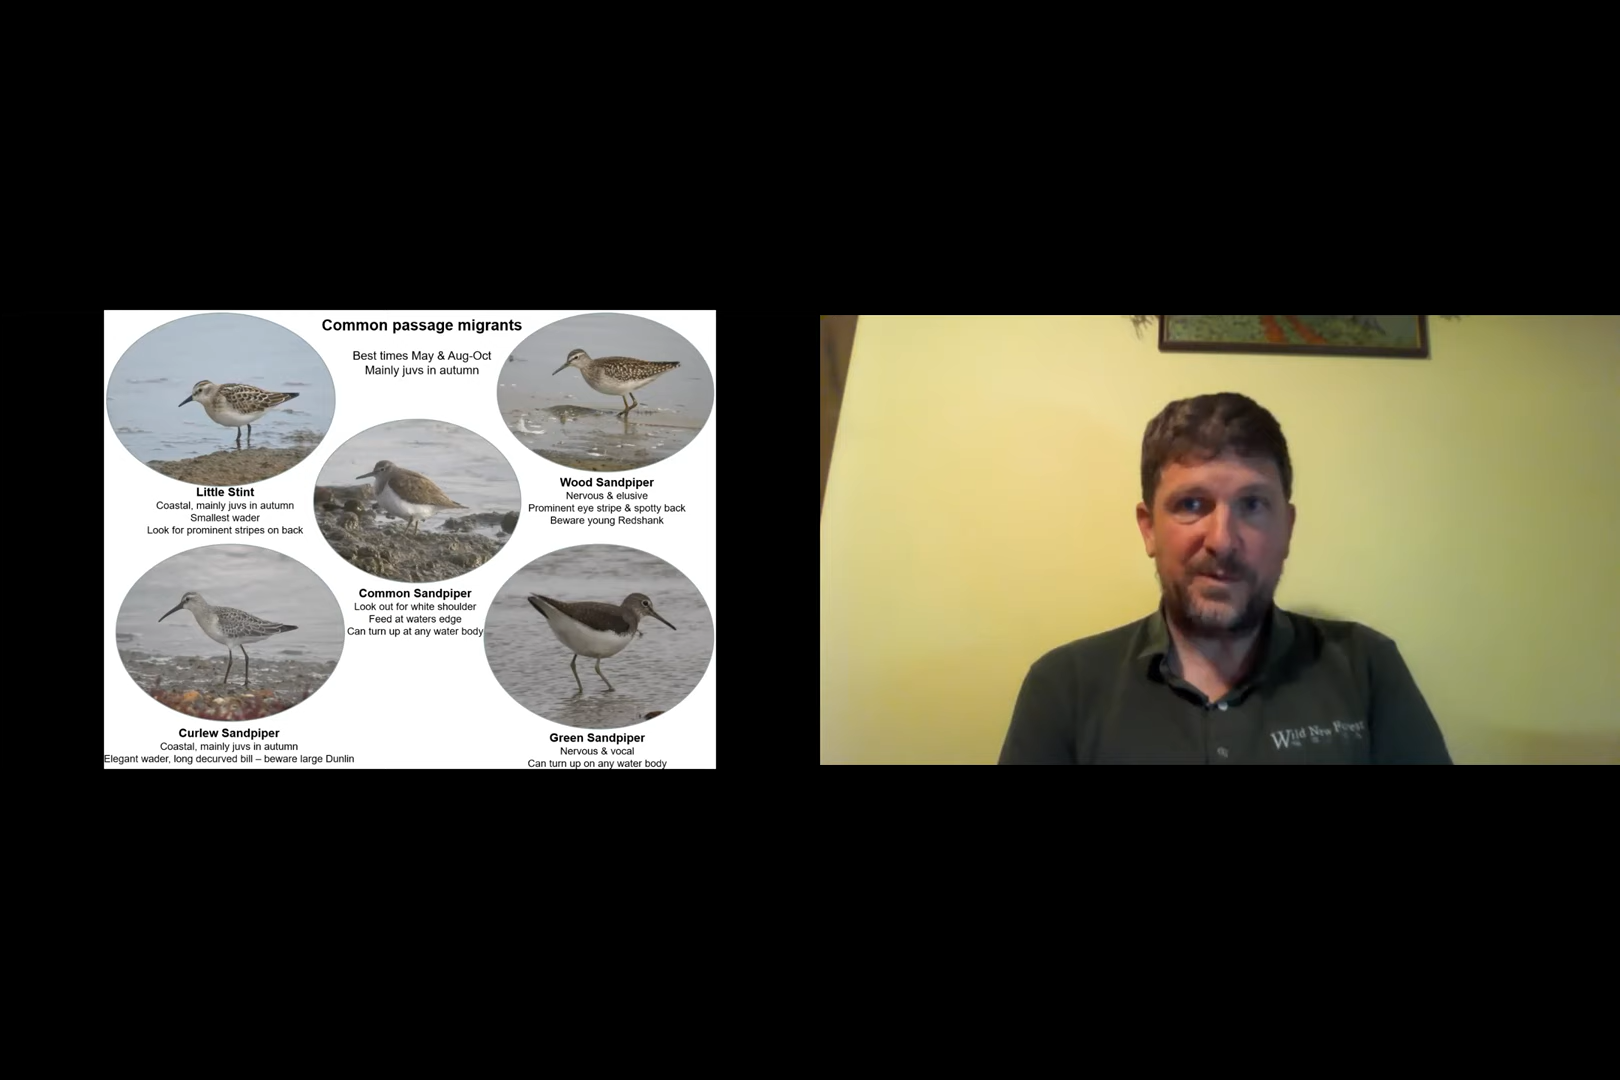 Common passage migrants
Best times May & Aug-Oct
Mainly juvs in autumn
Little Stint
Coastal, mainly juvs in autumn
Smallest wader
Look for prominent stripes on back
Wood Sandpiper
Nervous & elusive
Prominent eye stripe & spotty back
Beware young Redshank
Common Sandpiper
Look out for white shoulder
Feed at waters edge
Can turn up at any water body
Curlew Sandpiper
Coastal, mainly juvs in autumn
Elegant wader, long decurved bill – beware large Dunlin
Green Sandpiper
Nervous & vocal
Can turn up on any water body
Wild New Forest